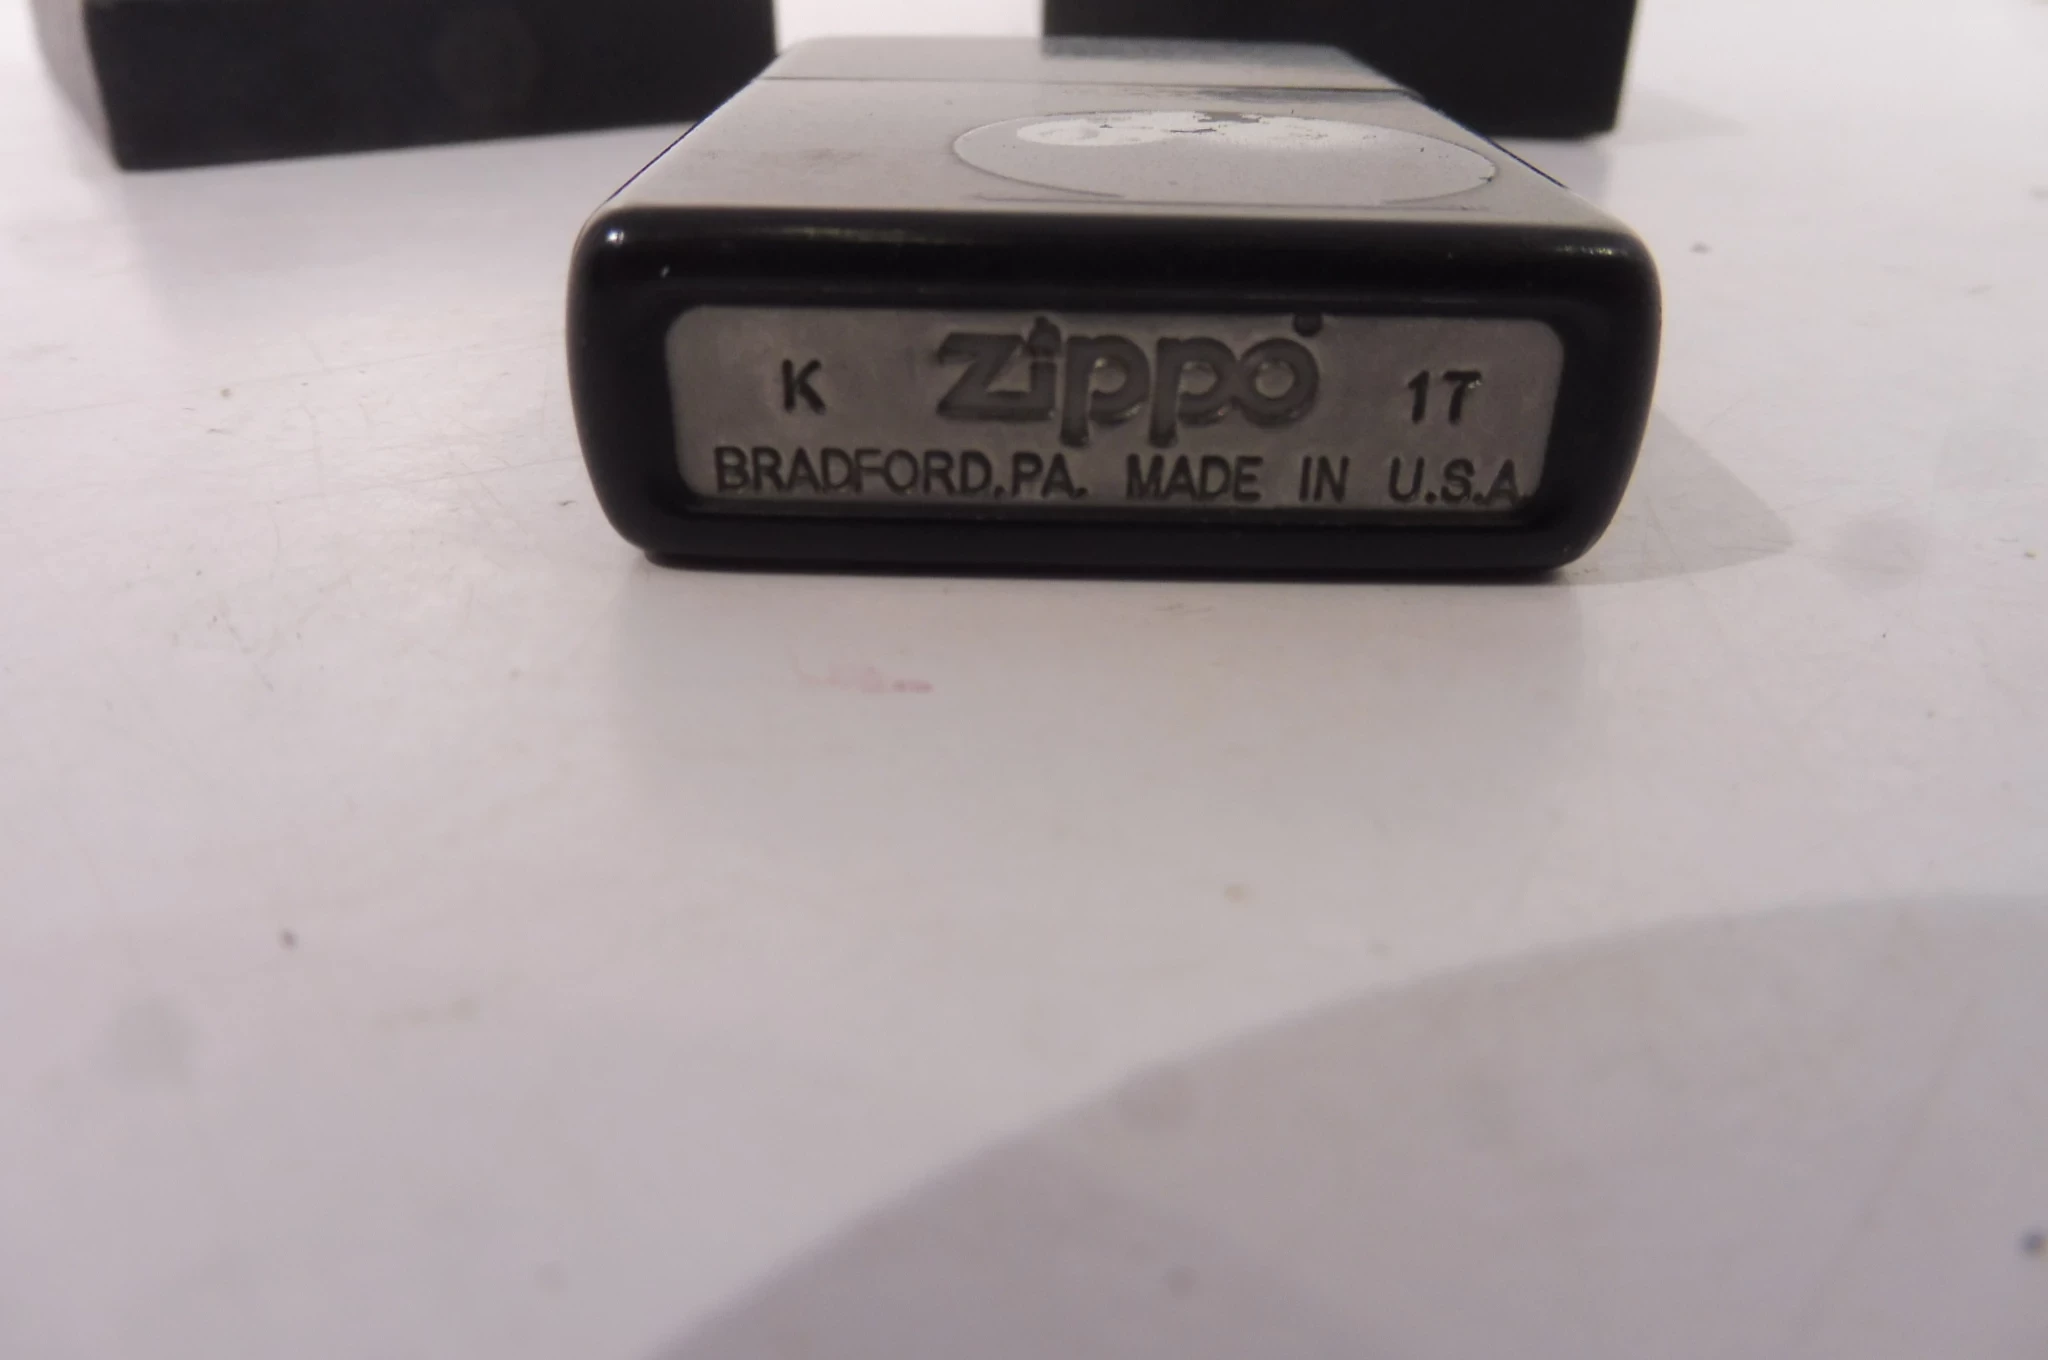 K zippo 17
BRADFORD,PA. MADE IN U.S.A.